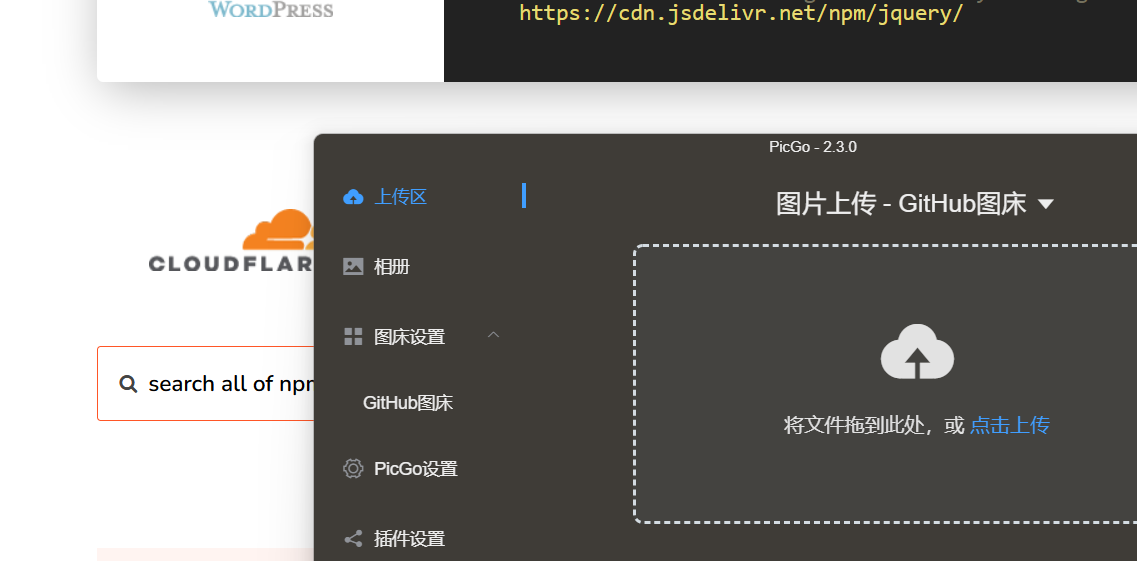 WORDPRESS
https://cdn.jsdelivr.net/npm/jquery/
PicGo - 2.3.0
上传区
图片上传 - GitHub图床
CLOUDFLAR
相册
图床设置
search all of npm
GitHub图床
将文件拖到此处，或 点击上传
PicGo设置
插件设置